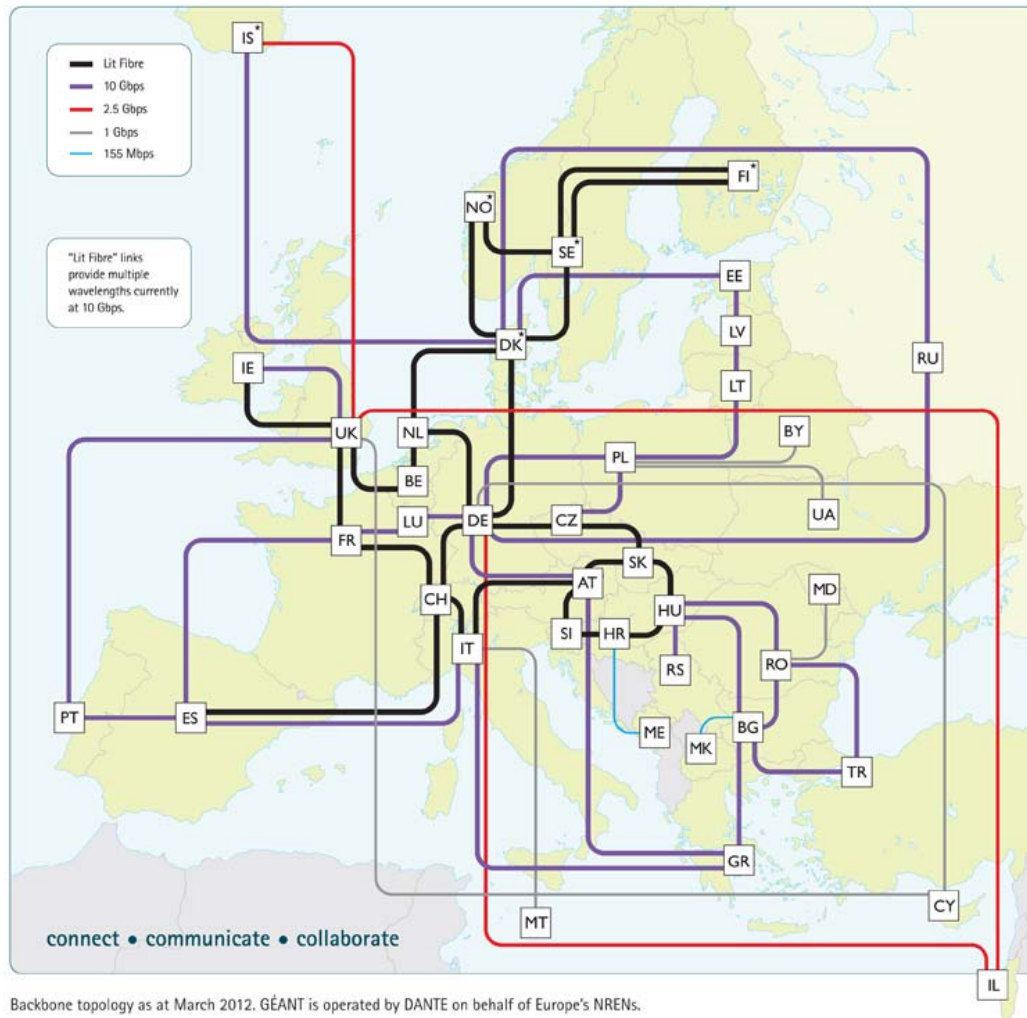 IS*
Lit Fibre
10 Gbps
2.5 Gbps
1 Gbps
155 Mbps
FI*
NO*
SE*
"Lit Fibre" links
provide multiple
wavelengths currently
at 10 Gbps.
EE
LV
DK*
RU
IE
LT
UK
NL
BY
PL
BE
LU
DE
CZ
UA
FR
SK
AT
CH
HU
MD
SI
HR
IT
RO
RS
PT
ES
BG
ME
MK
TR
GR
CY
MT
connect • communicate • collaborate
IL
Backbone topology as at March 2012. GÉANT is operated by DANTE on behalf of Europe's NRENs.